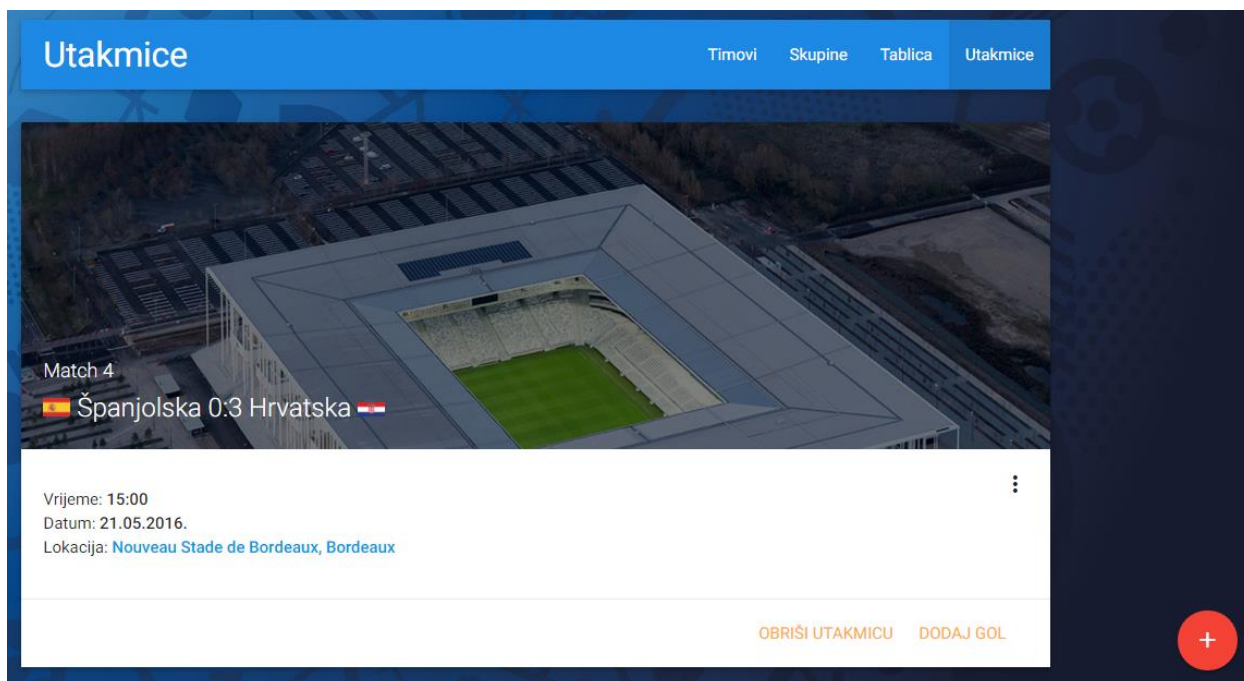 Utakmice
Timovi Skupine Tablica Utakmice
Match 4
Španjolska 0:3 Hrvatska
Vrijeme: 15:00
Datum: 21.05.2016.
Lokacija: Nouveau Stade de Bordeaux, Bordeaux
OBRIŠI UTAKMICU DODAJ GOL
+